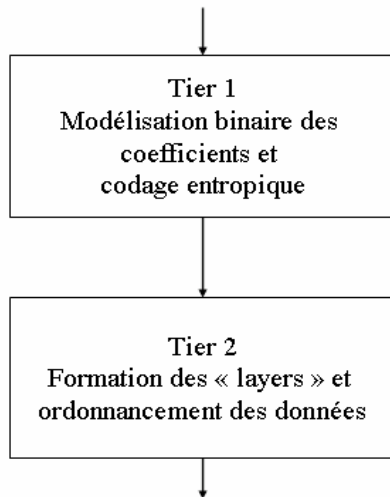 Tier 1
Modélisation binaire des
coefficients et
codage entropique
Tier 2
Formation des « layers » et
ordonnancement des données